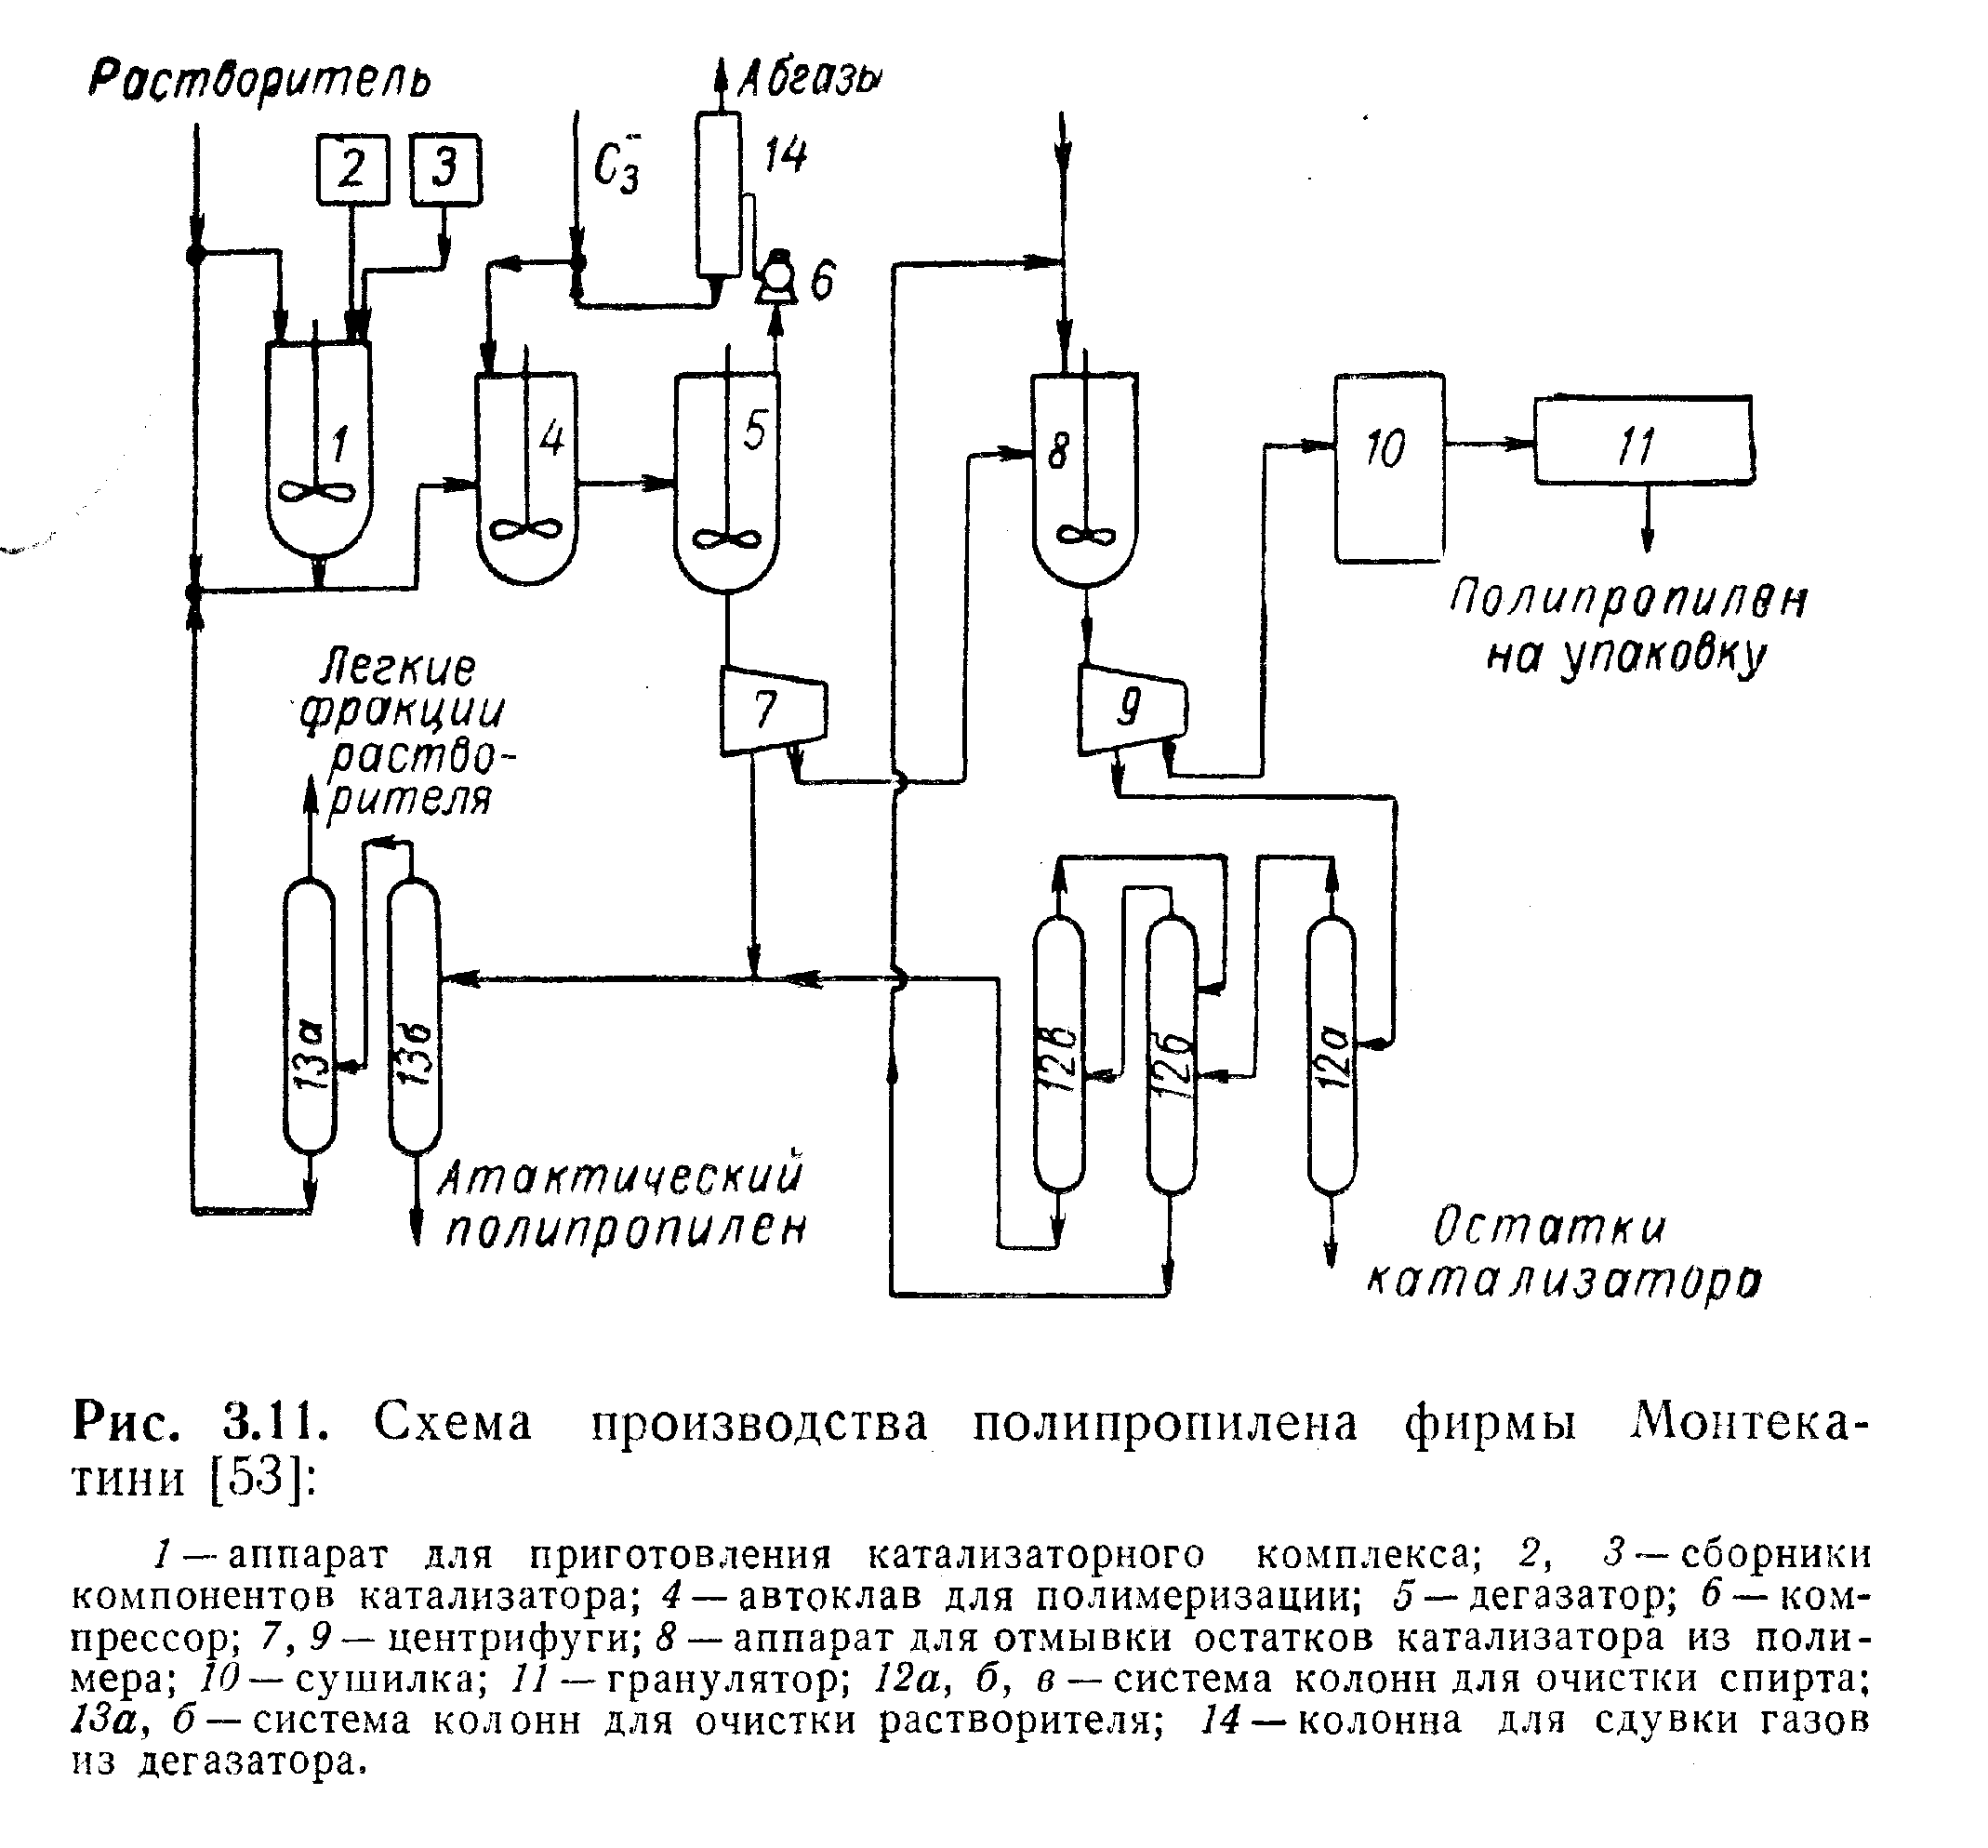 Растворитель
Абгазы
2
3
C₃⁻
14
6
1
4
5
8
10
11
Полипропилен
на упаковку
Легкие
фракции
раство-
рителя
7
9
13а
13б
12в
12б
12а
Атактический
полипропилен
Остатки
катализатора
Рис. 3.11. Схема производства полипропилена фирмы Монтека-
тини [53]:
1 — аппарат для приготовления катализаторного комплекса; 2, 3 — сборники
компонентов катализатора; 4 — автоклав для полимеризации; 5 — дегазатор; 6 — ком-
прессор; 7, 9 — центрифуги; 8 — аппарат для отмывки остатков катализатора из поли-
мера; 10 — сушилка; 11 — гранулятор; 12а, б, в — система колонн для очистки спирта;
13а, б — система колонн для очистки растворителя; 14 — колонна для сдувки газов
из дегазатора.